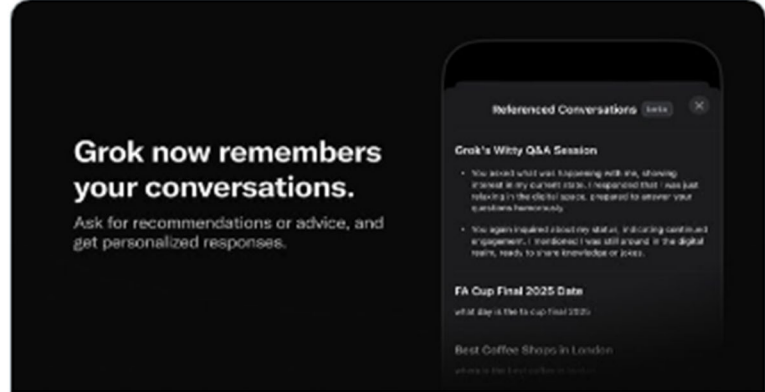 Grok now remembers
your conversations.
Ask for recommendations or advice, and
get personalized responses.
Referenced Conversations beta
Grok's Witty Q&A Session
• You asked what was happening with me, showing
interest in my current state. I responded that I was just
relaxing in the digital space, prepared to answer your
questions humorously.
• You again inquired about my status, indicating continued
engagement. I mentioned I was still around in the digital
realm, ready to share knowledge or jokes.
FA Cup Final 2025 Date
what day is the fa cup final 2025
Best Coffee Shops in London